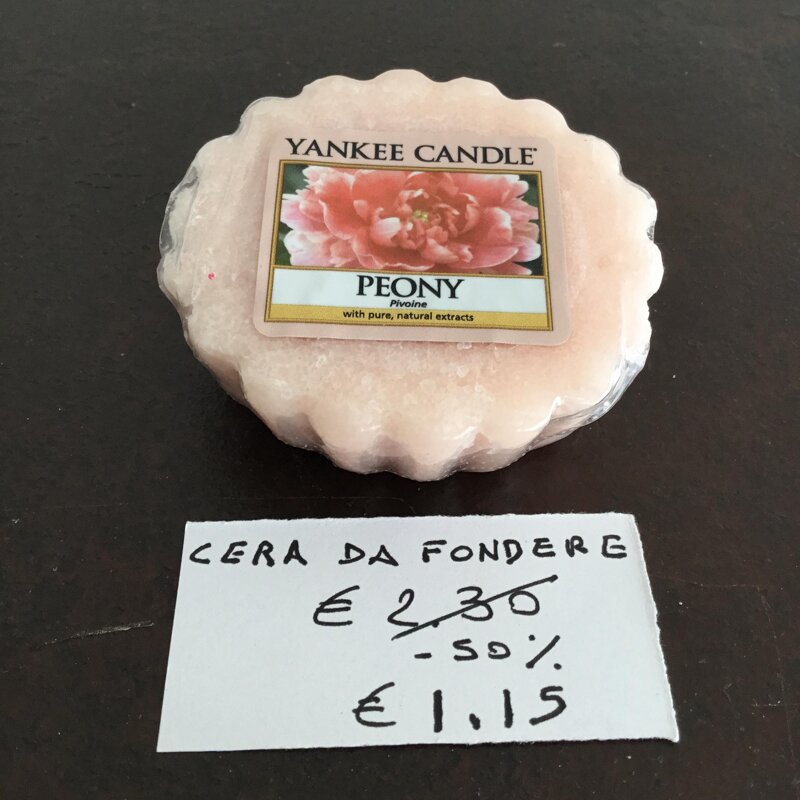 YANKEE CANDLE®
PEONY
Pivoine
with pure, natural extracts
CERA DA FONDERE
€ 2.30
-50%
€ 1.15